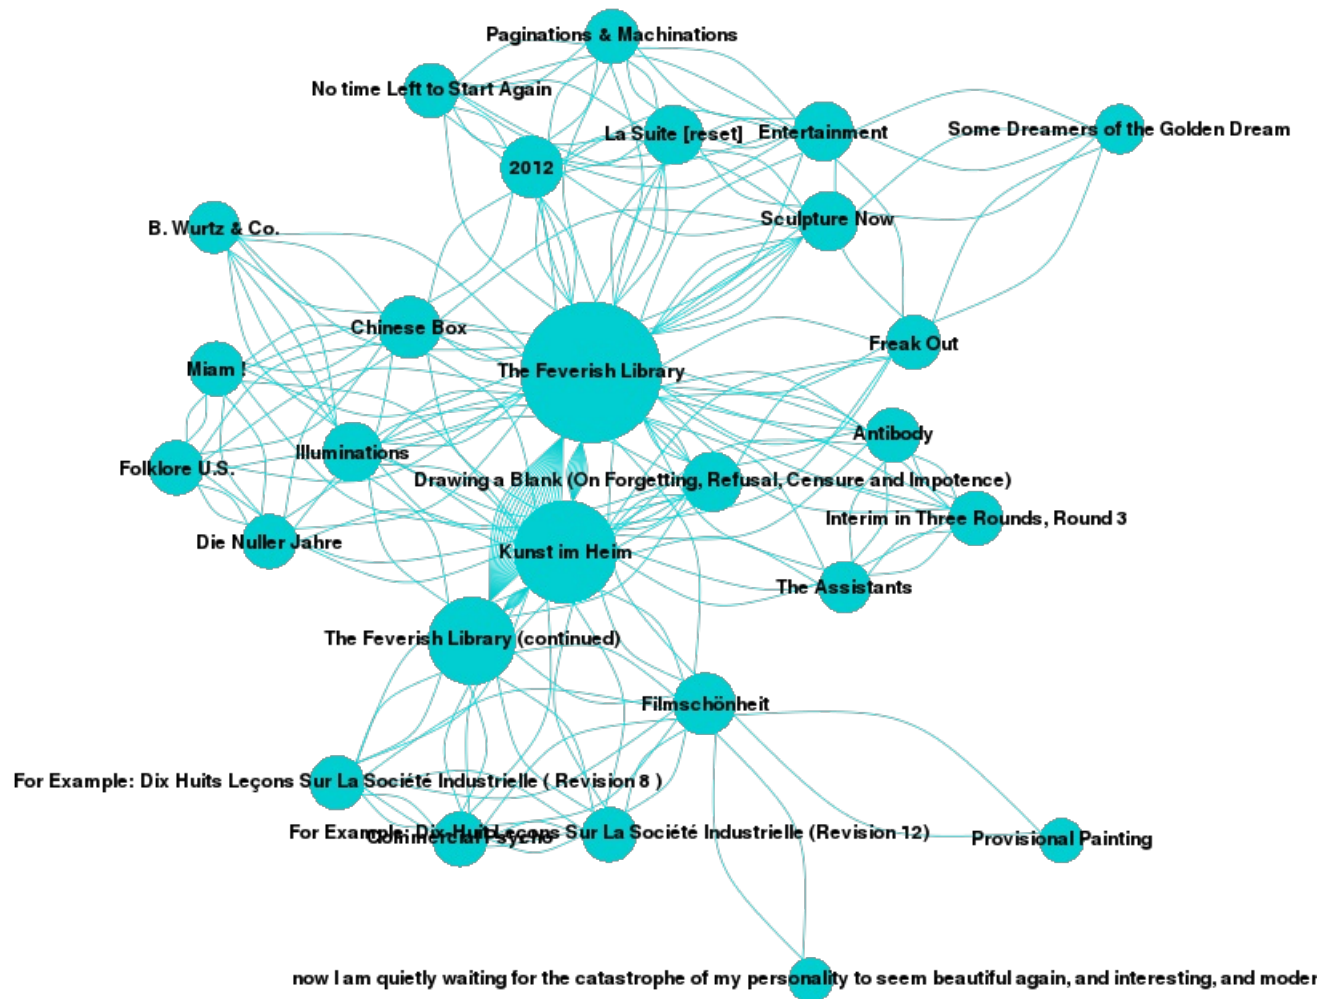 Paginations & Machinations
No time Left to Start Again
La Suite [reset]
Entertainment
Some Dreamers of the Golden Dream
2012
Sculpture Now
B. Wurtz & Co.
Chinese Box
Freak Out
Miam !
The Feverish Library
Antibody
Illuminations
Folklore U.S.
Drawing a Blank (On Forgetting, Refusal, Censure and Impotence)
Interim in Three Rounds, Round 3
Die Nuller Jahre
Kunst im Heim
The Assistants
The Feverish Library (continued)
Filmschönheit
For Example: Dix Huits Leçons Sur La Société Industrielle ( Revision 8 )
For Example: Dix-Huit Leçons Sur La Société Industrielle (Revision 12)
Commercial Psycho
Provisional Painting
now I am quietly waiting for the catastrophe of my personality to seem beautiful again, and interesting, and moder